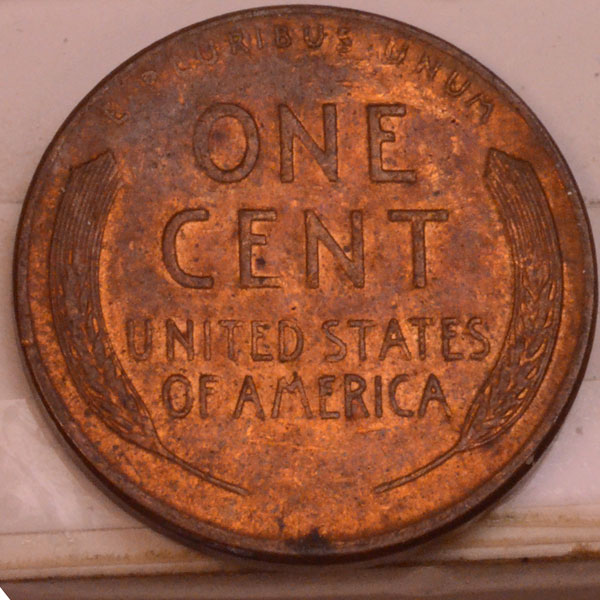 E PLURIBUS UNUM
ONE
CENT
UNITED STATES
OF AMERICA